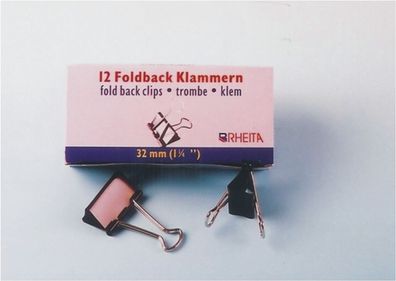 12 Foldback Klammern
fold back clips • trombe • klem
RHEITA
32 mm (1¼ ")